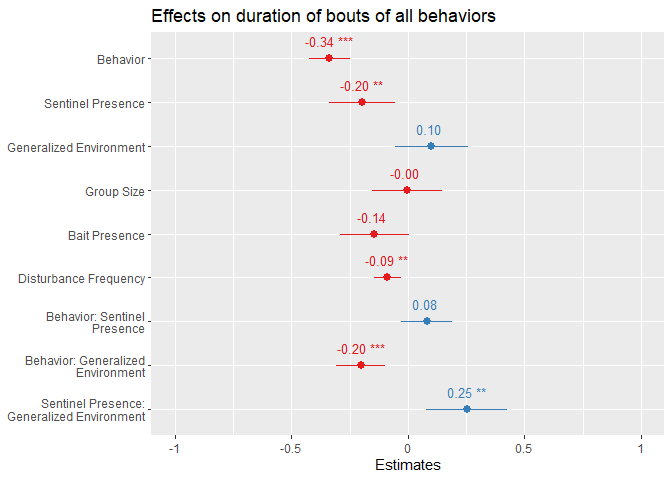 Effects on duration of bouts of all behaviors
-0.34 ***
Behavior
-0.20 **
Sentinel Presence
0.10
Generalized Environment
-0.00
Group Size
-0.14
Bait Presence
-0.09 **
Disturbance Frequency
0.08
Behavior: Sentinel
Presence
-0.20 ***
Behavior: Generalized
Environment
0.25 **
Sentinel Presence:
Generalized Environment
-1 -0.5 0 0.5 1
Estimates